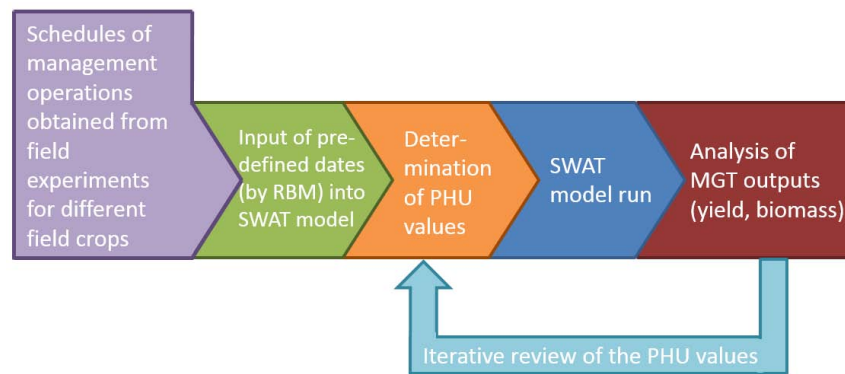 Schedules of
management
operations
obtained from
field
experiments
for different
field crops
Input of pre-
defined dates
(by RBM) into
SWAT model
Deter-
mination
of PHU
values
SWAT
model run
Analysis of
MGT outputs
(yield, biomass)
Iterative review of the PHU values